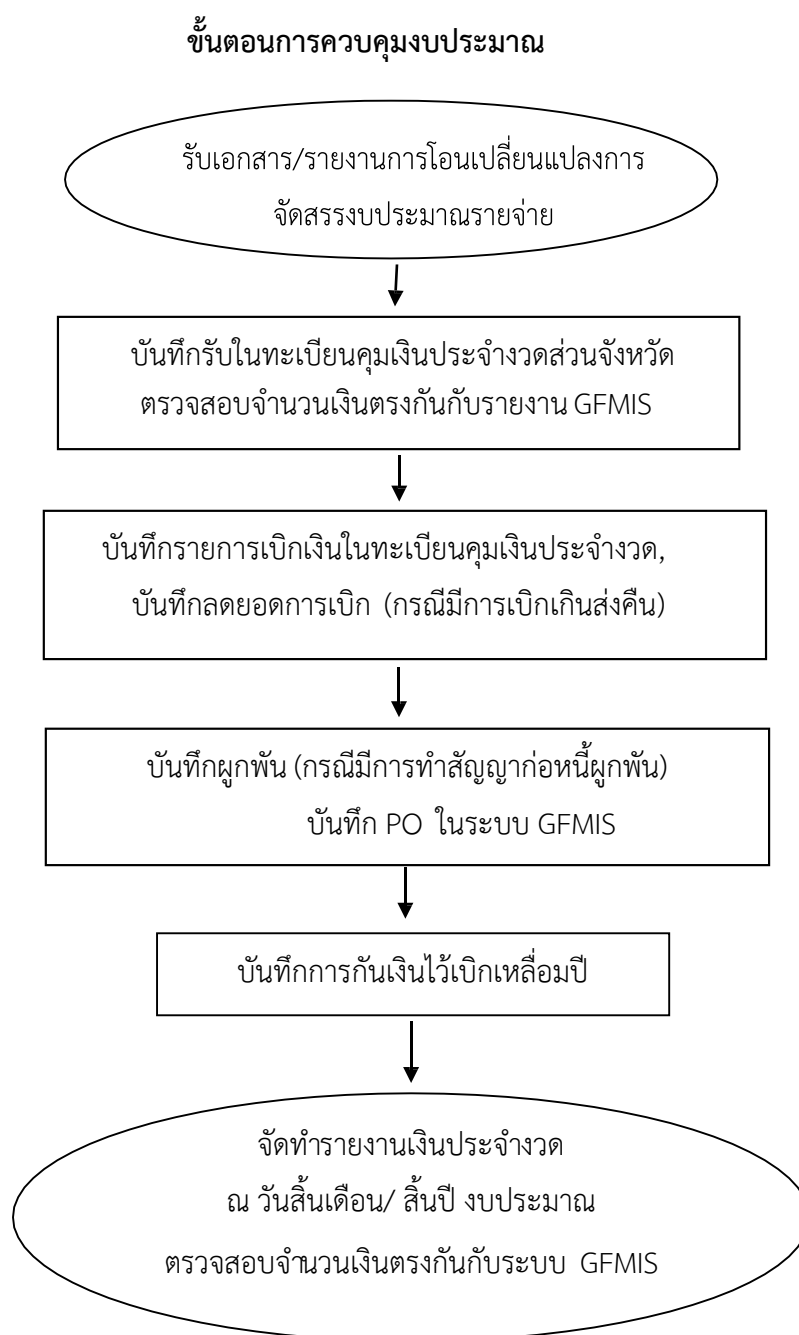 ขั้นตอนการควบคุมงบประมาณ
รับเอกสาร/รายงานการโอนเปลี่ยนแปลงการ
จัดสรรงบประมาณรายจ่าย
บันทึกรับในทะเบียนคุมเงินประจำงวดส่วนจังหวัด
ตรวจสอบจำนวนเงินตรงกันกับรายงาน GFMIS
บันทึกรายการเบิกเงินในทะเบียนคุมเงินประจำงวด,
บันทึกลดยอดการเบิก (กรณีมีการเบิกเกินส่งคืน)
บันทึกผูกพัน (กรณีมีการทำสัญญาก่อหนี้ผูกพัน)
บันทึก PO ในระบบ GFMIS
บันทึกการกันเงินไว้เบิกเหลื่อมปี
จัดทำรายงานเงินประจำงวด
ณ วันสิ้นเดือน/ สิ้นปี งบประมาณ
ตรวจสอบจำนวนเงินตรงกันกับระบบ GFMIS